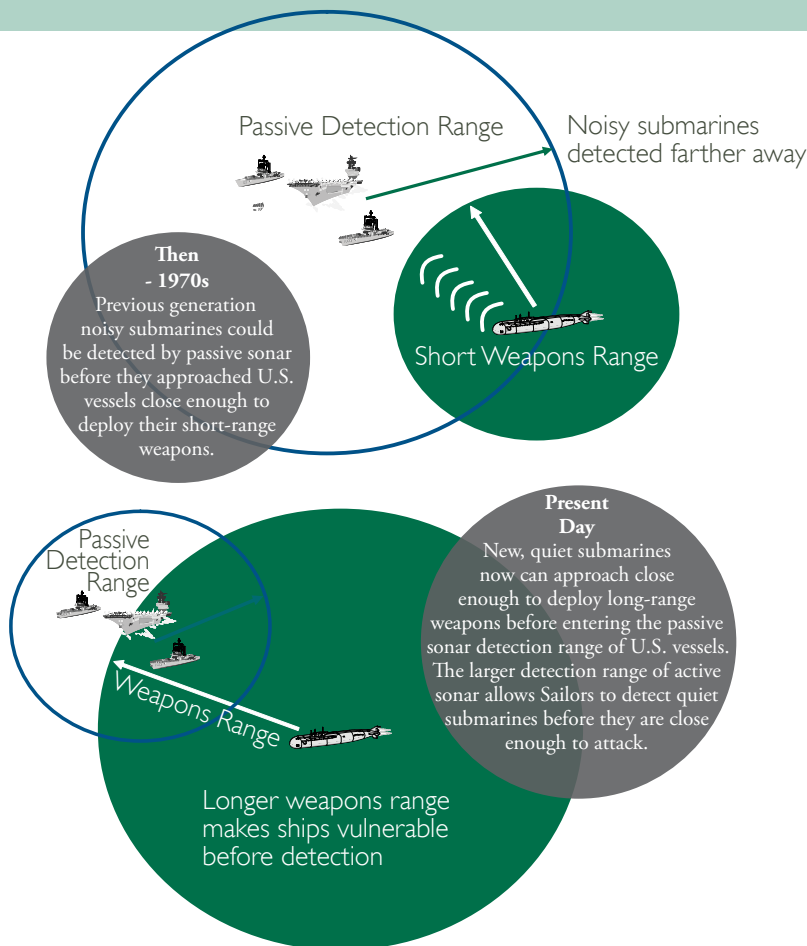 Passive Detection Range
Noisy submarines
detected farther away
Then
- 1970s
Previous generation
noisy submarines could
be detected by passive sonar
before they approached U.S.
vessels close enough to
deploy their short-range
weapons.
Short Weapons Range
Passive
Detection
Range
Weapons Range
Present
Day
New, quiet submarines
now can approach close
enough to deploy long-range
weapons before entering the passive
sonar detection range of U.S. vessels.
The larger detection range of active
sonar allows Sailors to detect quiet
submarines before they are close
enough to attack.
Longer weapons range
makes ships vulnerable
before detection